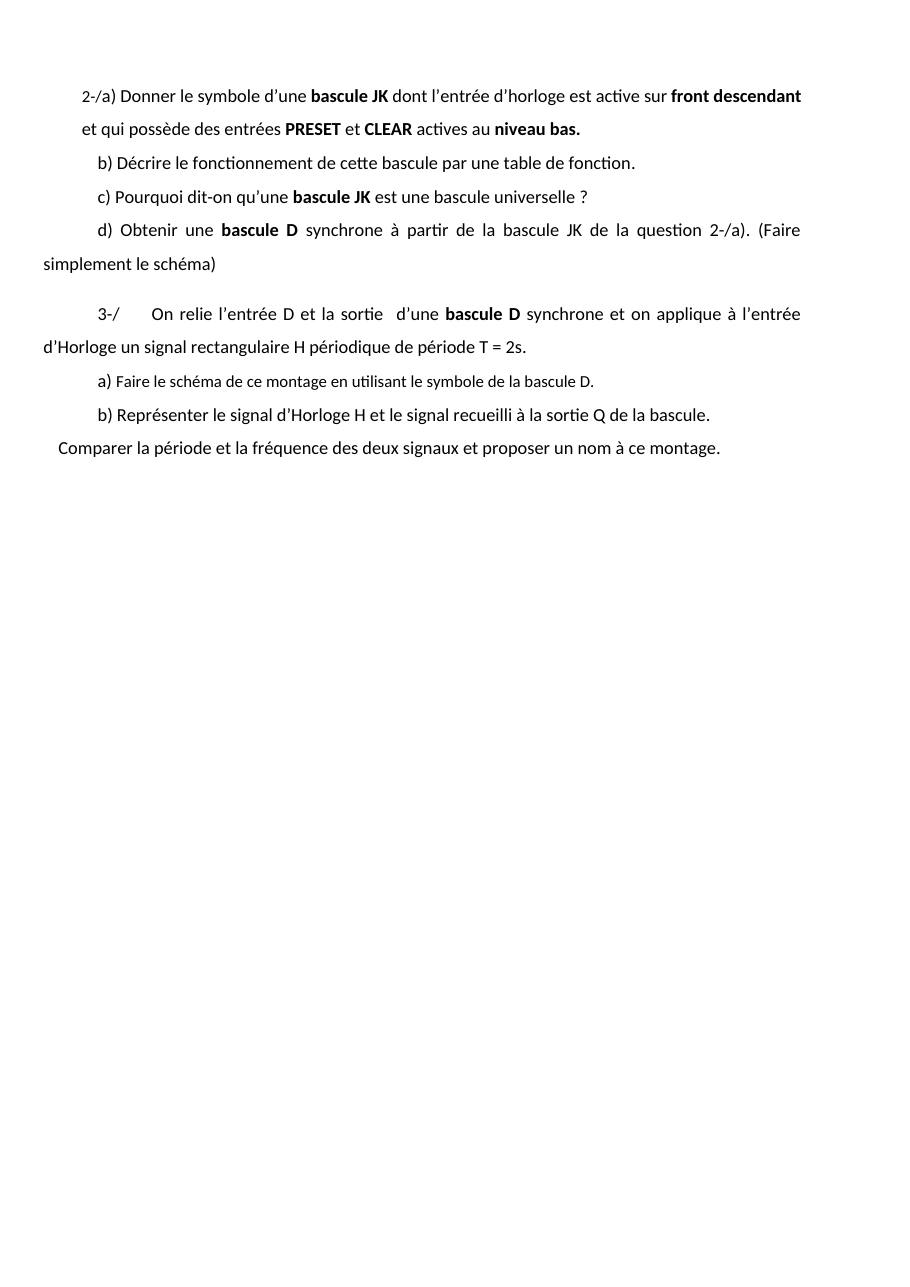 2-/a) Donner le symbole d’une bascule JK dont l’entrée d’horloge est active sur front descendant
et qui possède des entrées PRESET et CLEAR actives au niveau bas.
b) Décrire le fonctionnement de cette bascule par une table de fonction.
c) Pourquoi dit-on qu’une bascule JK est une bascule universelle ?
d) Obtenir une bascule D synchrone à partir de la bascule JK de la question 2-/a). (Faire
simplement le schéma)
3-/ On relie l’entrée D et la sortie d’une bascule D synchrone et on applique à l’entrée
d’Horloge un signal rectangulaire H périodique de période T = 2s.
a) Faire le schéma de ce montage en utilisant le symbole de la bascule D.
b) Représenter le signal d’Horloge H et le signal recueilli à la sortie Q de la bascule.
Comparer la période et la fréquence des deux signaux et proposer un nom à ce montage.